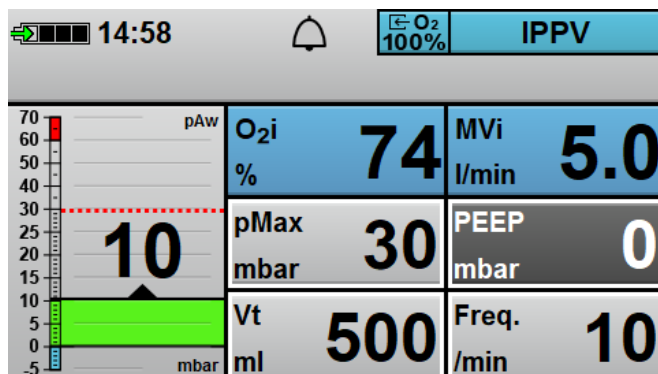 14:58
O₂
100%
IPPV
70
60
50
40
30
25
20
15
10
5
0
-5
pAw
10
mbar
O₂i
%
74
MVi
l/min
5.0
pMax
mbar
30
PEEP
mbar
0
Vt
ml
500
Freq.
/min
10